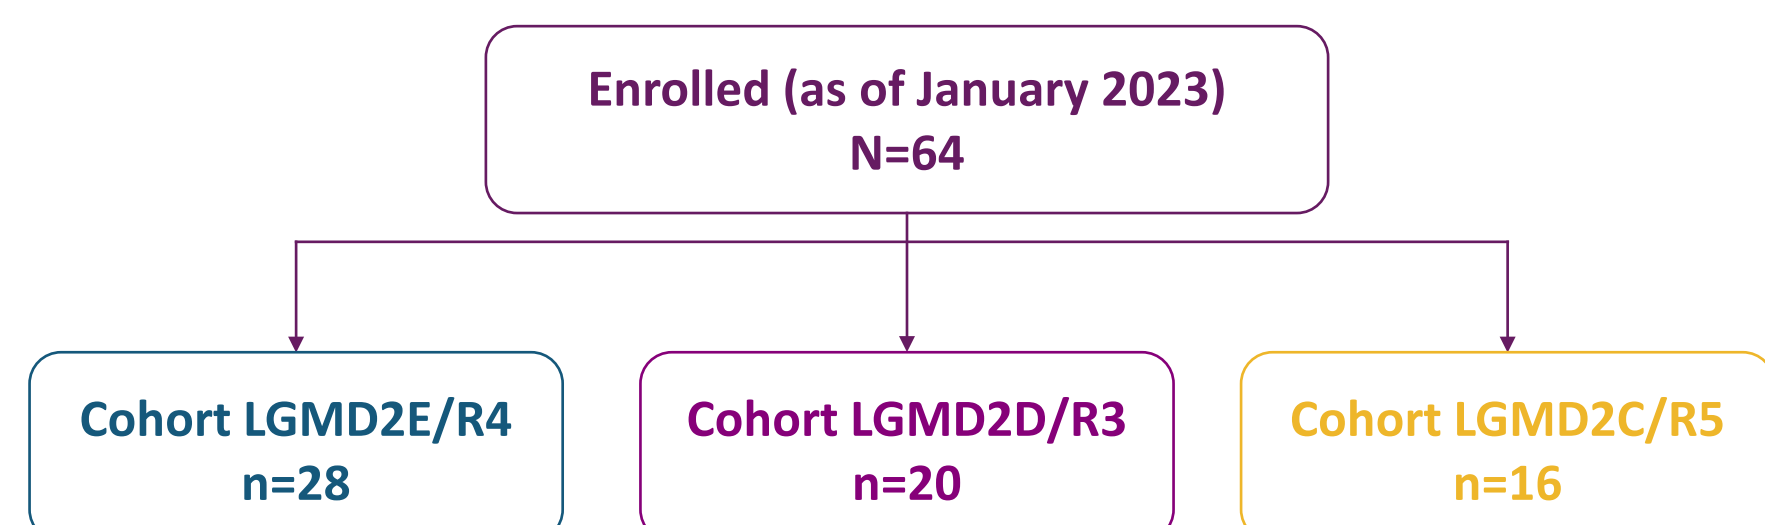 Enrolled (as of January 2023)
N=64
Cohort LGMD2E/R4
n=28
Cohort LGMD2D/R3
n=20
Cohort LGMD2C/R5
n=16